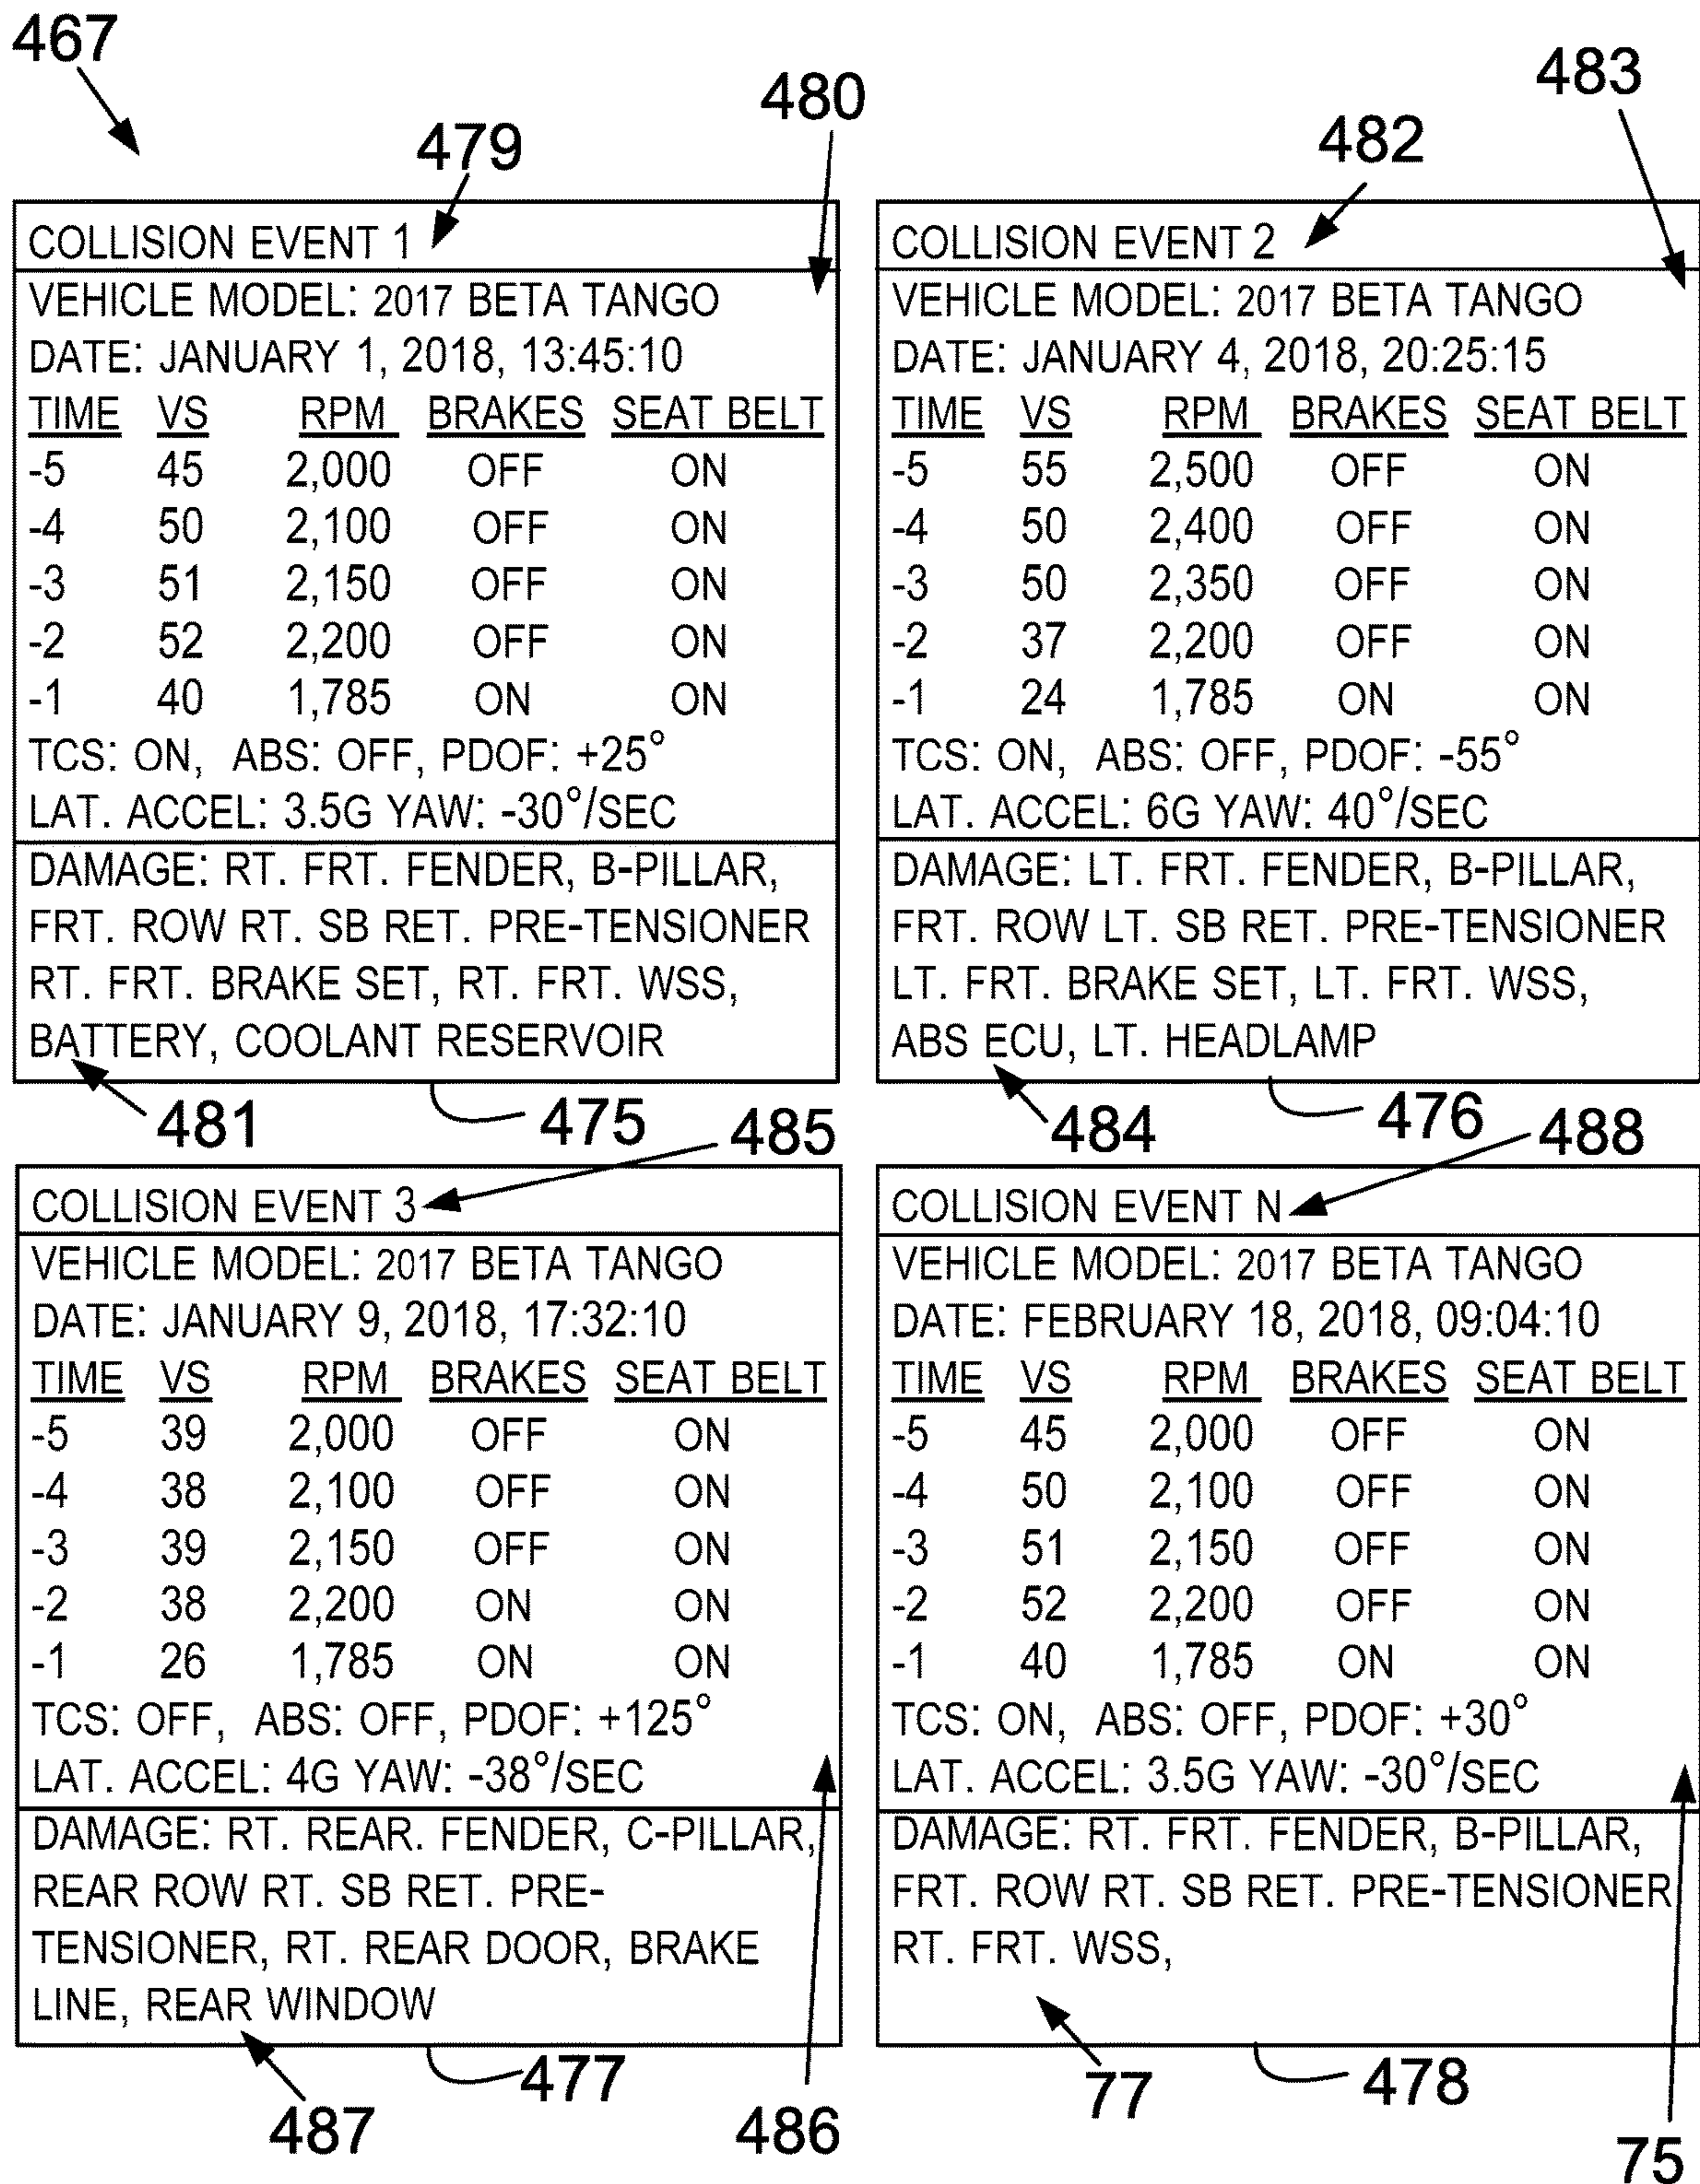 467
479
480
482
483
COLLISION EVENT 1
VEHICLE MODEL: 2017 BETA TANGO
DATE: JANUARY 1, 2018, 13:45:10
TIME VS RPM BRAKES SEAT BELT
-5 45 2,000 OFF ON
-4 50 2,100 OFF ON
-3 51 2,150 OFF ON
-2 52 2,200 OFF ON
-1 40 1,785 ON ON
TCS: ON, ABS: OFF, PDOF: +25°
LAT. ACCEL: 3.5G YAW: -30°/SEC
DAMAGE: RT. FRT. FENDER, B-PILLAR,
FRT. ROW RT. SB RET. PRE-TENSIONER
RT. FRT. BRAKE SET, RT. FRT. WSS,
BATTERY, COOLANT RESERVOIR
481
475
COLLISION EVENT 2
VEHICLE MODEL: 2017 BETA TANGO
DATE: JANUARY 4, 2018, 20:25:15
TIME VS RPM BRAKES SEAT BELT
-5 55 2,500 OFF ON
-4 50 2,400 OFF ON
-3 50 2,350 OFF ON
-2 37 2,200 OFF ON
-1 24 1,785 ON ON
TCS: ON, ABS: OFF, PDOF: -55°
LAT. ACCEL: 6G YAW: 40°/SEC
DAMAGE: LT. FRT. FENDER, B-PILLAR,
FRT. ROW LT. SB RET. PRE-TENSIONER
LT. FRT. BRAKE SET, LT. FRT. WSS,
ABS ECU, LT. HEADLAMP
484
476
485
488
COLLISION EVENT 3
VEHICLE MODEL: 2017 BETA TANGO
DATE: JANUARY 9, 2018, 17:32:10
TIME VS RPM BRAKES SEAT BELT
-5 39 2,000 OFF ON
-4 38 2,100 OFF ON
-3 39 2,150 OFF ON
-2 38 2,200 ON ON
-1 26 1,785 ON ON
TCS: OFF, ABS: OFF, PDOF: +125°
LAT. ACCEL: 4G YAW: -38°/SEC
DAMAGE: RT. REAR. FENDER, C-PILLAR,
REAR ROW RT. SB RET. PRE-
TENSIONER, RT. REAR DOOR, BRAKE
LINE, REAR WINDOW
487
477
486
COLLISION EVENT N
VEHICLE MODEL: 2017 BETA TANGO
DATE: FEBRUARY 18, 2018, 09:04:10
TIME VS RPM BRAKES SEAT BELT
-5 45 2,000 OFF ON
-4 50 2,100 OFF ON
-3 51 2,150 OFF ON
-2 52 2,200 OFF ON
-1 40 1,785 ON ON
TCS: ON, ABS: OFF, PDOF: +30°
LAT. ACCEL: 3.5G YAW: -30°/SEC
DAMAGE: RT. FRT. FENDER, B-PILLAR,
FRT. ROW RT. SB RET. PRE-TENSIONER
RT. FRT. WSS,
77
478
75